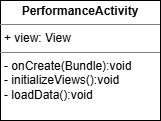 PerformanceActivity
+ view: View
- onCreate(Bundle):void
- initializeViews():void
- loadData():void